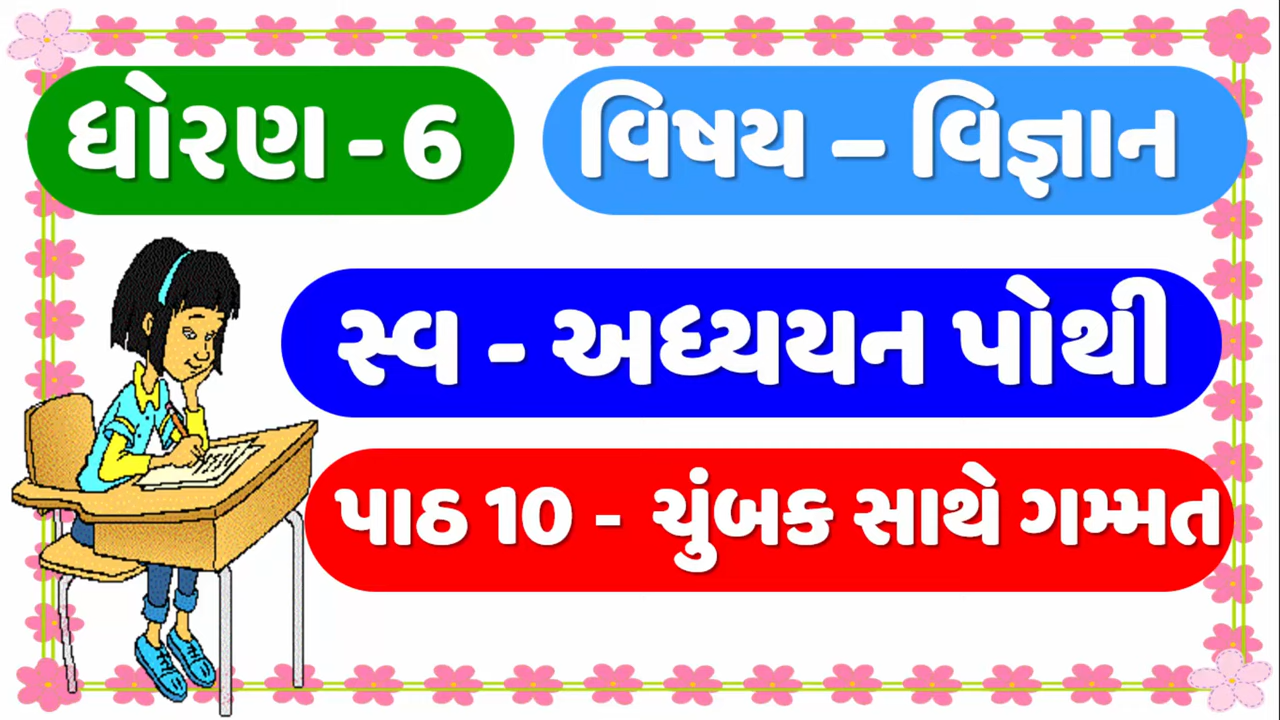 ધોરણ - 6
વિષય – વિજ્ઞાન
સ્વ - અધ્યયન પોથી
પાઠ 10 - ચુંબક સાથે ગમ્મત